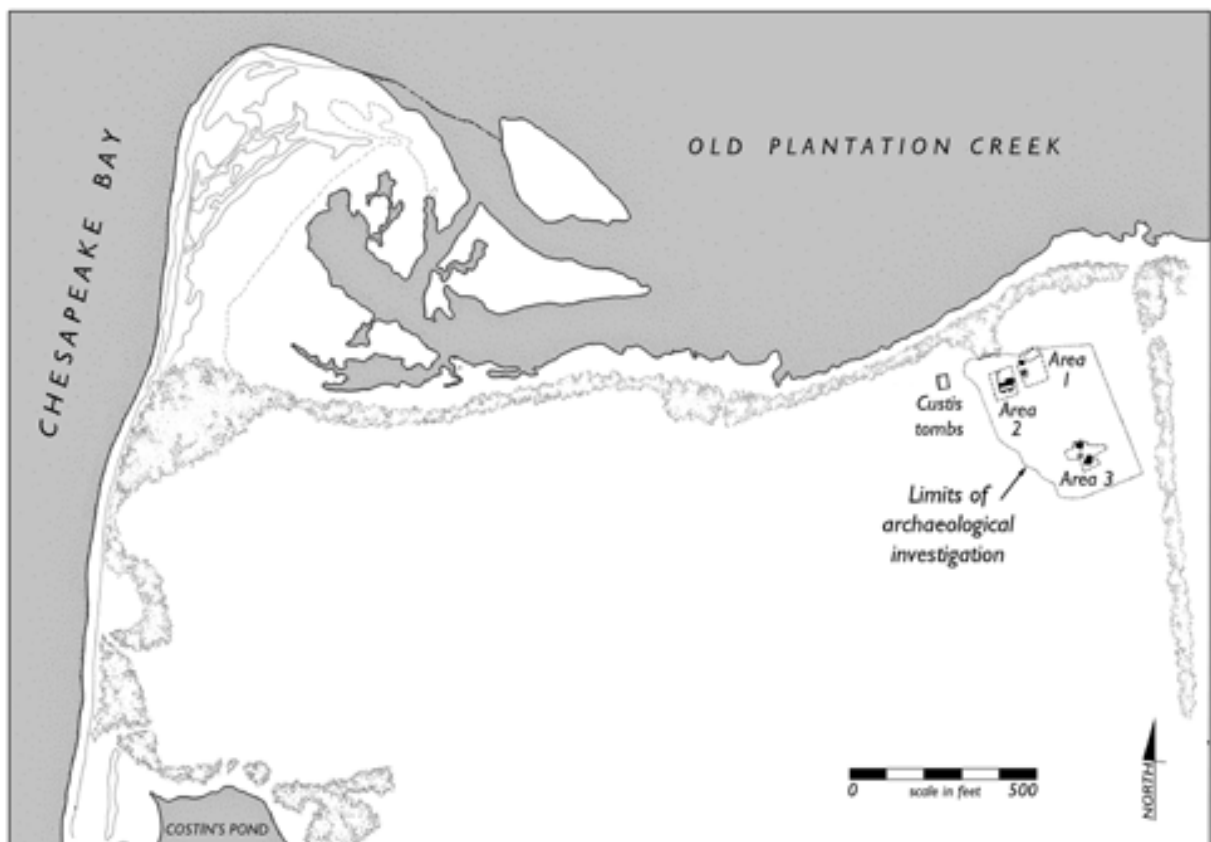 CHESAPEAKE BAY
OLD PLANTATION CREEK
Area
1
Custis
tombs
Area
2
Area 3
Limits of
archaeological
investigation
0 scale in feet 500
NORTH
COSTIN'S POND